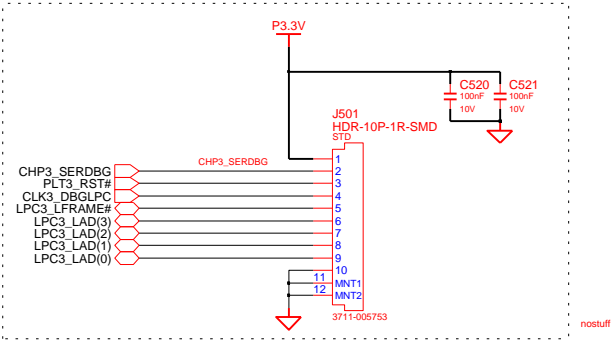 P3.3V
C520
100nF
10V
C521
100nF
10V
J501
HDR-10P-1R-SMD
STD
CHP3_SERDBG
CHP3_SERDBG
PLT3_RST#
CLK3_DBGLPC
LPC3_LFRAME#
LPC3_LAD(3)
LPC3_LAD(2)
LPC3_LAD(1)
LPC3_LAD(0)
1
2
3
4
5
6
7
8
9
10
11 MNT1
12 MNT2
3711-005753
nostuff